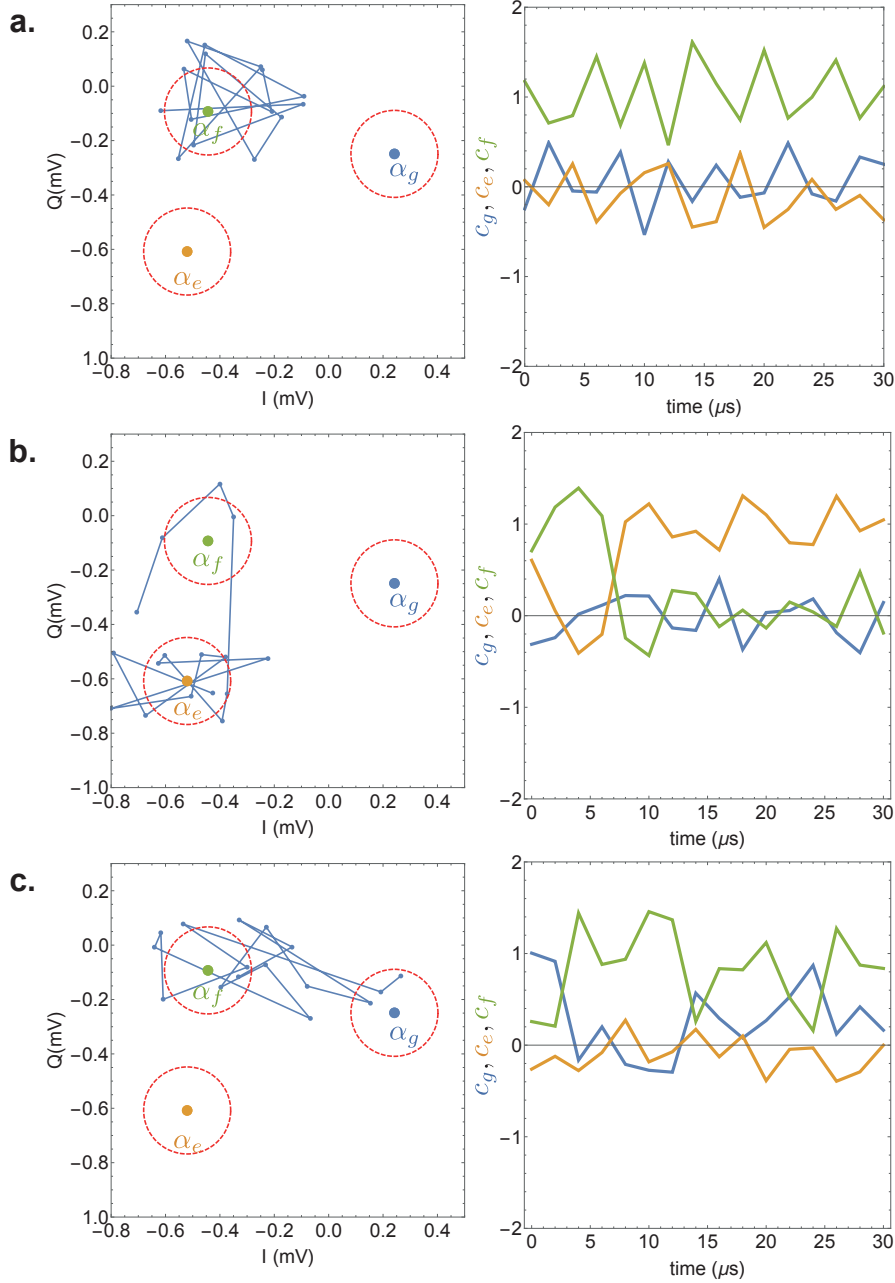 a.
Q(mV)
0.2
0.0
−0.2
−0.4
−0.6
−0.8
1.0
α_f
α_g
α_e
−0.8 −0.6 −0.4 −0.2 0.0 0.2 0.4
I (mV)
c_g, c_e, c_f
2
1
0
−1
−2
0 5 10 15 20 25 30
time (μs)
b.
Q(mV)
0.2
0.0
−0.2
−0.4
−0.6
−0.8
−1.0
α_f
α_g
α_e
−0.8 −0.6 −0.4 −0.2 0.0 0.2 0.4
I (mV)
c_g, c_e, c_f
2
1
0
−1
−2
0 5 10 15 20 25 30
time (μs)
c.
Q(mV)
0.2
0.0
−0.2
−0.4
−0.6
−0.8
1.0
α_f
α_g
α_e
−0.8 −0.6 −0.4 −0.2 0.0 0.2 0.4
I (mV)
c_g, c_e, c_f
2
1
0
−1
−2
0 5 10 15 20 25 30
time (μs)